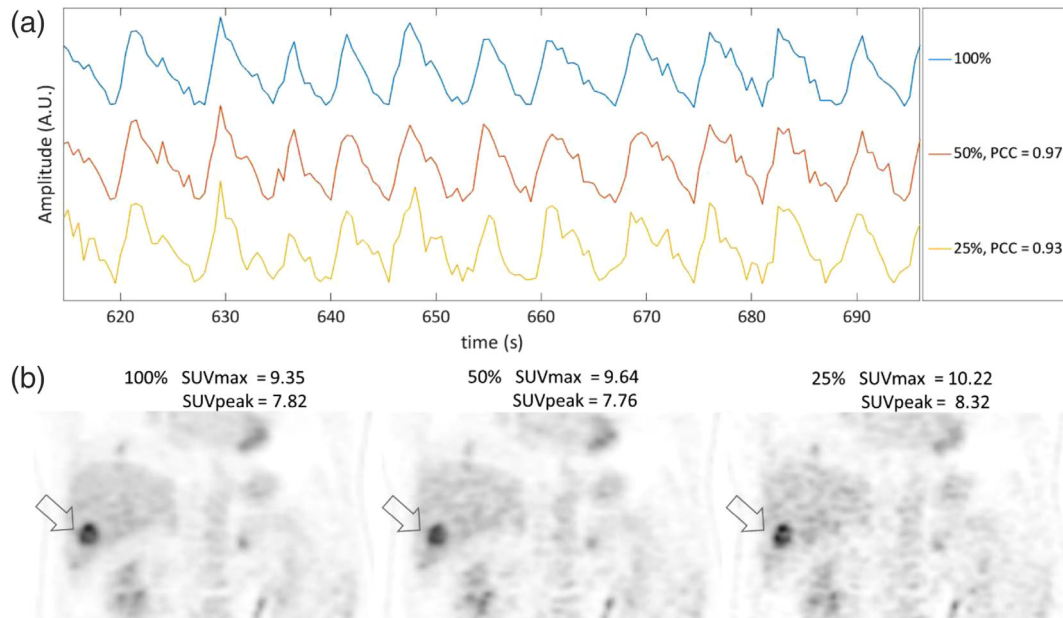 (a)
Amplitude (A.U.)
100%
50%, PCC = 0.97
25%, PCC = 0.93
620 630 640 650 660 670 680 690
time (s)
(b)
100% SUVmax = 9.35
SUVpeak = 7.82
50% SUVmax = 9.64
SUVpeak = 7.76
25% SUVmax = 10.22
SUVpeak = 8.32